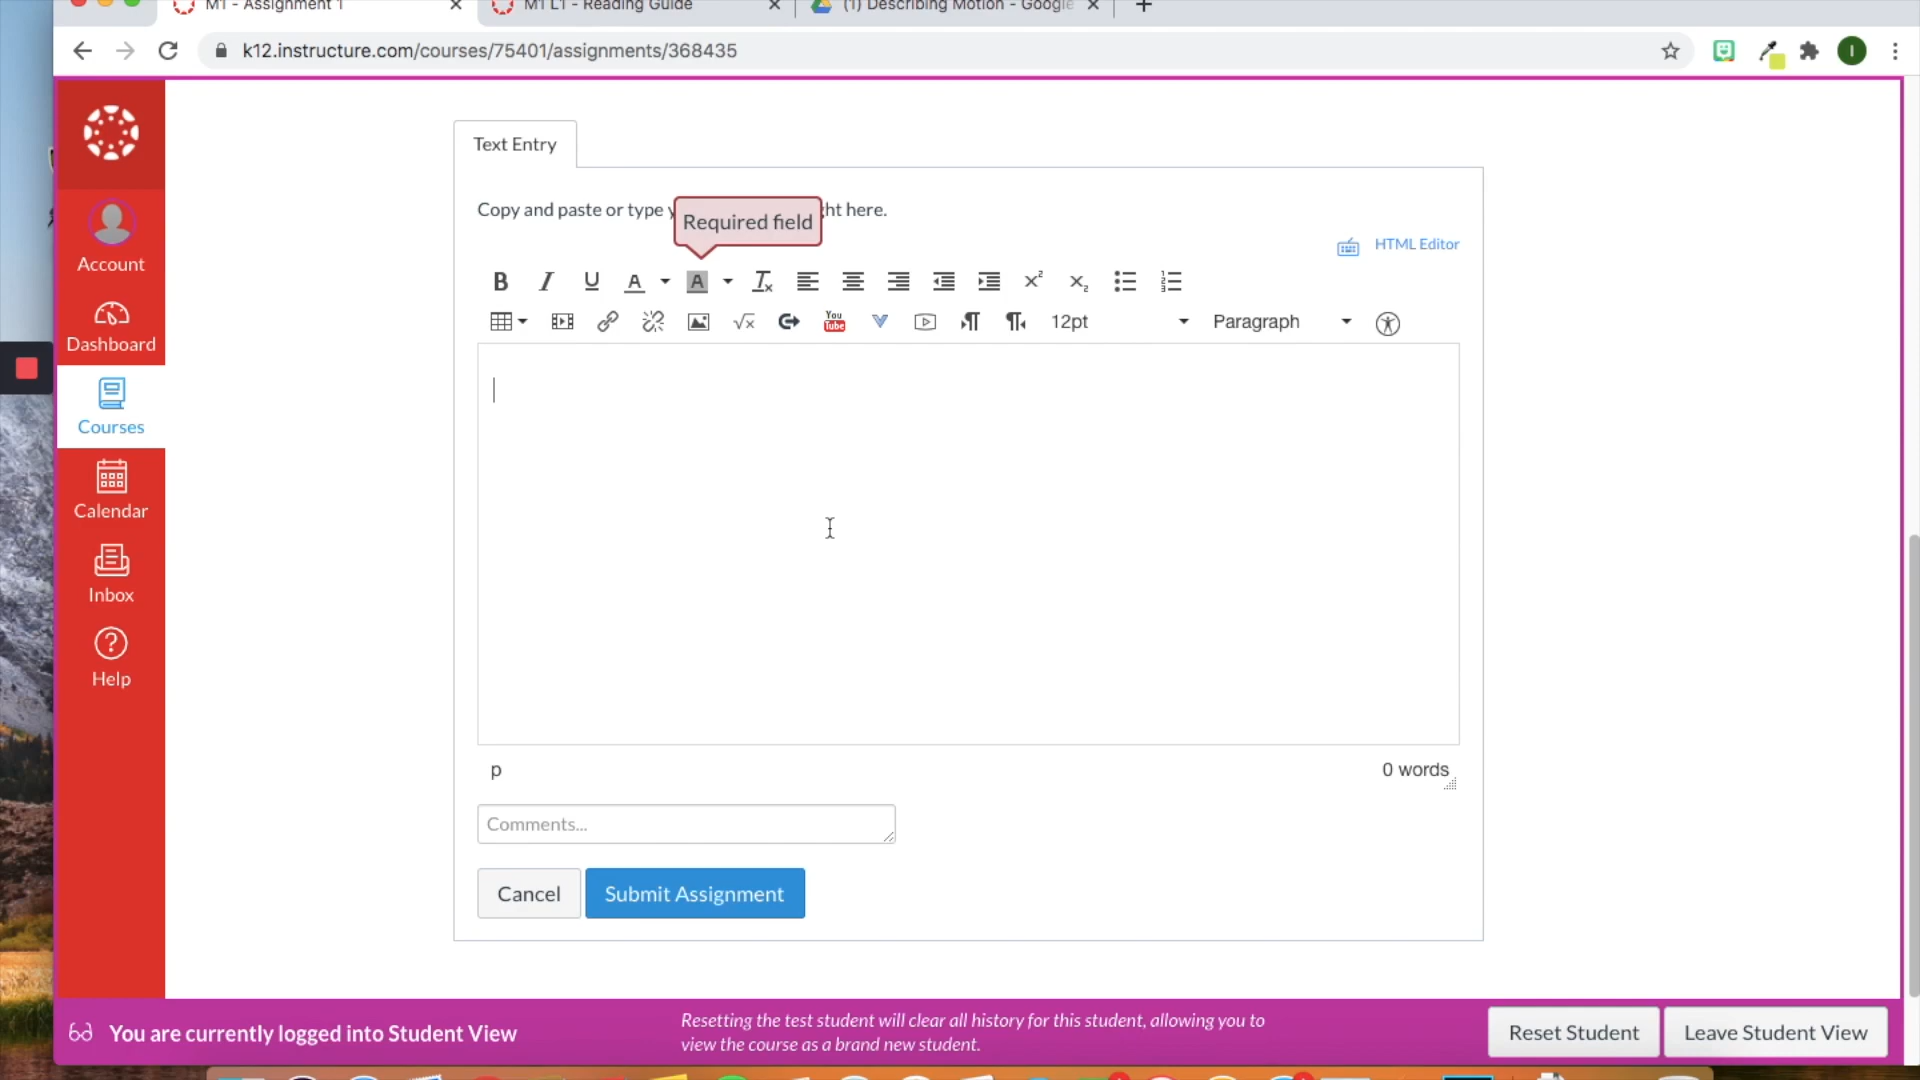 M1 - Assignment 1
M1 L1 - Reading Guide
(1) Describing Motion - Google
k12.instructure.com/courses/75401/assignments/368435
I
Account
Dashboard
Courses
Calendar
Inbox
Help
Text Entry
Copy and paste or type ht here.
Required field
HTML Editor
12pt
Paragraph
p
0 words
Comments...
Cancel
Submit Assignment
You are currently logged into Student View
Resetting the test student will clear all history for this student, allowing you to
view the course as a brand new student.
Reset Student
Leave Student View